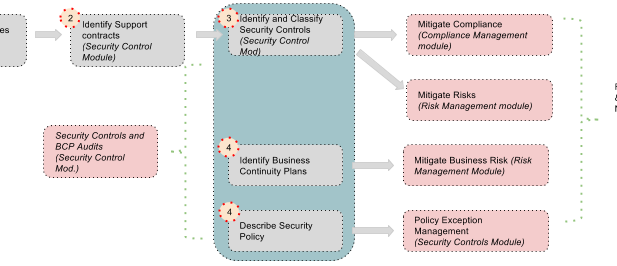 es
2
Identify Support
contracts
(Security Control
Module)
3
Identify and Classify
Security Controls
(Security Control
Mod)
Mitigate Compliance
(Compliance Management
module)
Mitigate Risks
(Risk Management module)
Security Controls and
BCP Audits
(Security Control
Mod.)
4
Identify Business
Continuity Plans
Mitigate Business Risk (Risk
Management Module)
4
Describe Security
Policy
Policy Exception
Management
(Security Controls Module)